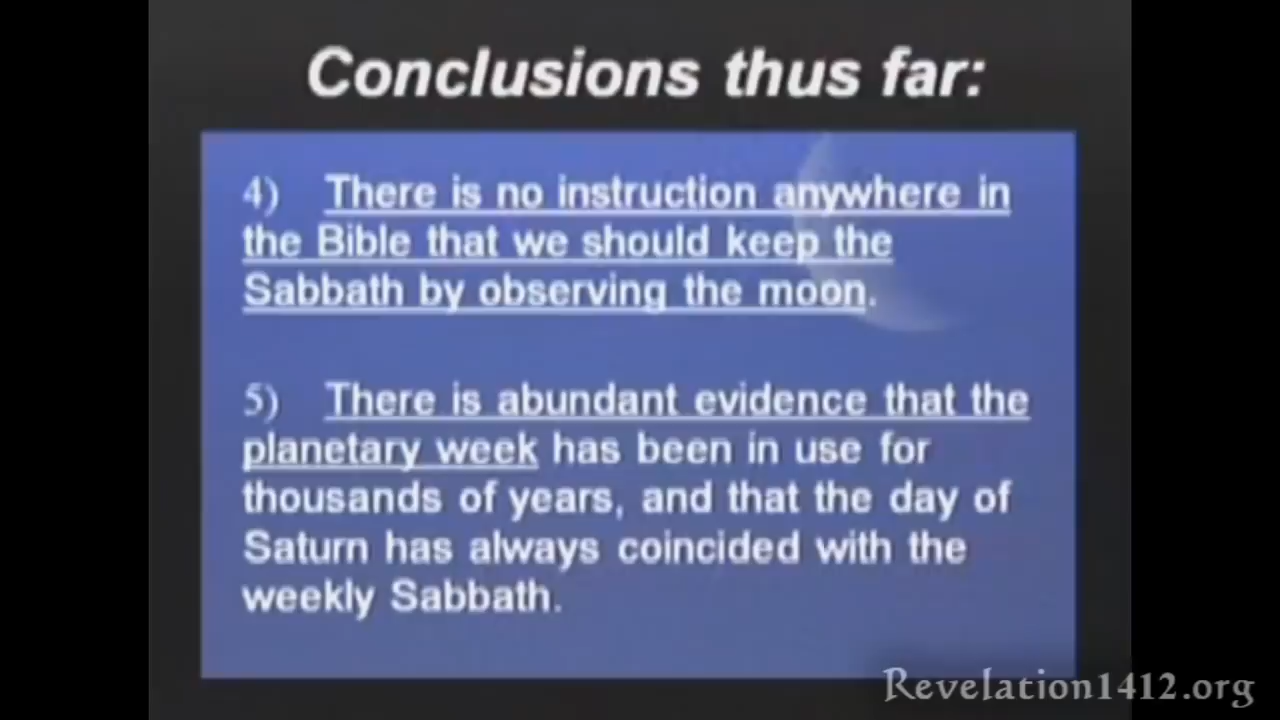 Conclusions thus far:
4) There is no instruction anywhere in
the Bible that we should keep the
Sabbath by observing the moon.
5) There is abundant evidence that the
planetary week has been in use for
thousands of years, and that the day of
Saturn has always coincided with the
weekly Sabbath.
Revelation1412.org